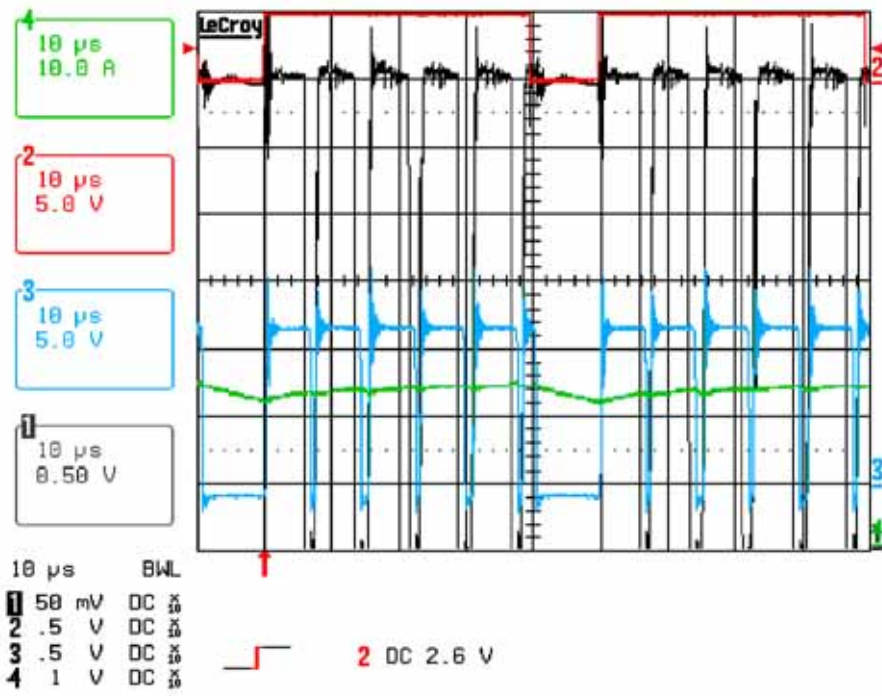 LeCroy
4
10 µs
10.0 A
2
10 µs
5.0 V
3
10 µs
5.0 V
1
10 µs
0.50 V
2
3
10 µs BWL
1 50 mV DC X10
2 .5 V DC X10
3 .5 V DC X10
4 1 V DC X10
2 DC 2.6 V